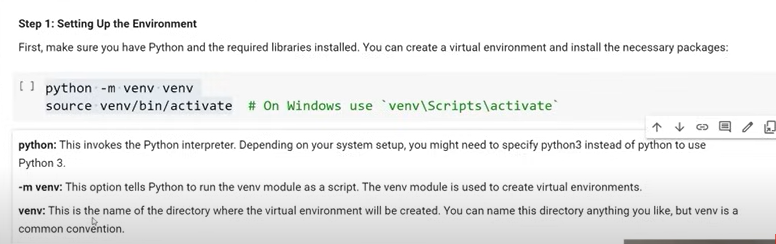 Step 1: Setting Up the Environment
First, make sure you have Python and the required libraries installed. You can create a virtual environment and install the necessary packages:
[ ] python -m venv venv
source venv/bin/activate  # On Windows use `venv\Scripts\activate`
python: This invokes the Python interpreter. Depending on your system setup, you might need to specify python3 instead of python to use
Python 3.
-m venv: This option tells Python to run the venv module as a script. The venv module is used to create virtual environments.
venv: This is the name of the directory where the virtual environment will be created. You can name this directory anything you like, but venv is a
common convention.